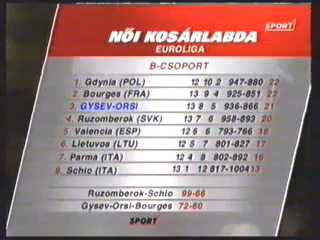 SPORT1
NŐI KOSÁRLABDA
EUROLIGA
B-CSOPORT
1. Gdynia (POL) 12 10 2 947-880 22
2. Bourges (FRA) 13 9 4 925-851 22
3. GYSEV-ORSI 13 8 5 936-866 21
4. Ruzomberok (SVK) 13 7 6 958-893 20
5. Valencia (ESP) 12 6 6 793-766 18
6. Lietuvos (LTU) 12 5 7 801-827 17
7. Parma (ITA) 12 4 8 802-892 16
8. Schio (ITA) 13 1 12 817-1004 13
Ruzomberok-Schio 99-66
Gysev-Orsi-Bourges 72-60
SPORT